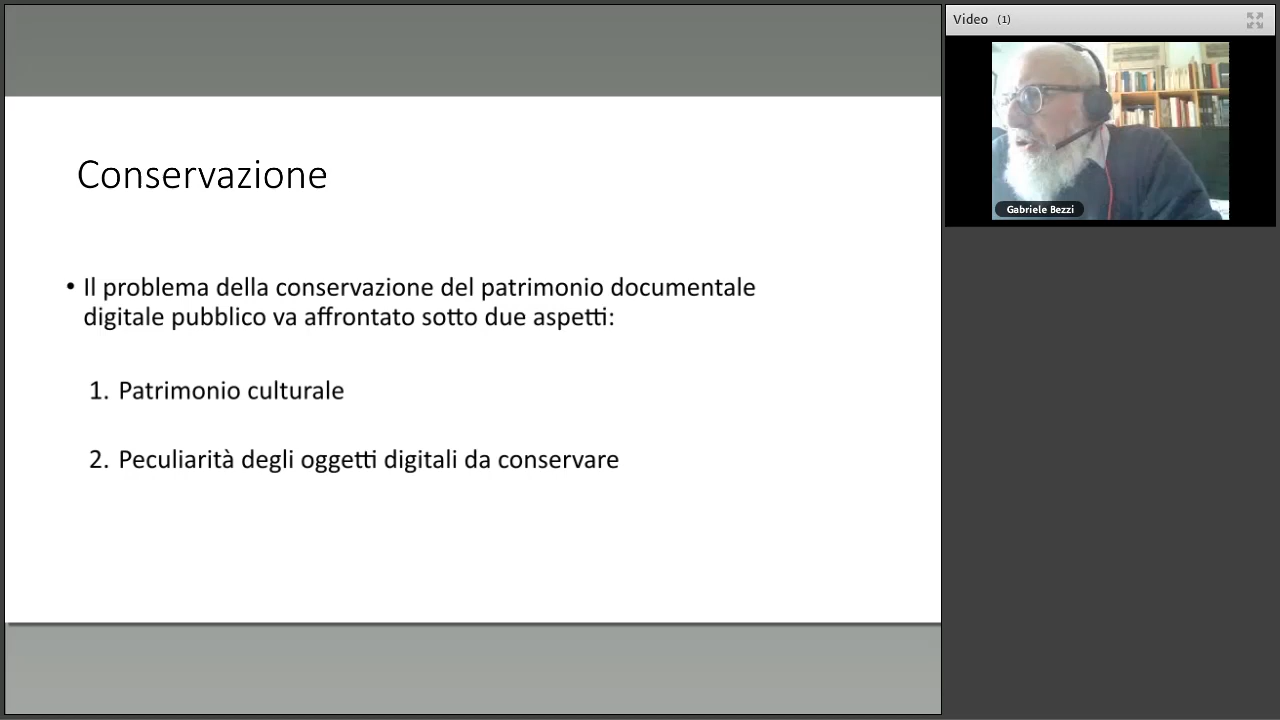 Conservazione
• Il problema della conservazione del patrimonio documentale
digitale pubblico va affrontato sotto due aspetti:
1. Patrimonio culturale
2. Peculiarità degli oggetti digitali da conservare
Video (1)
Gabriele Bezzi